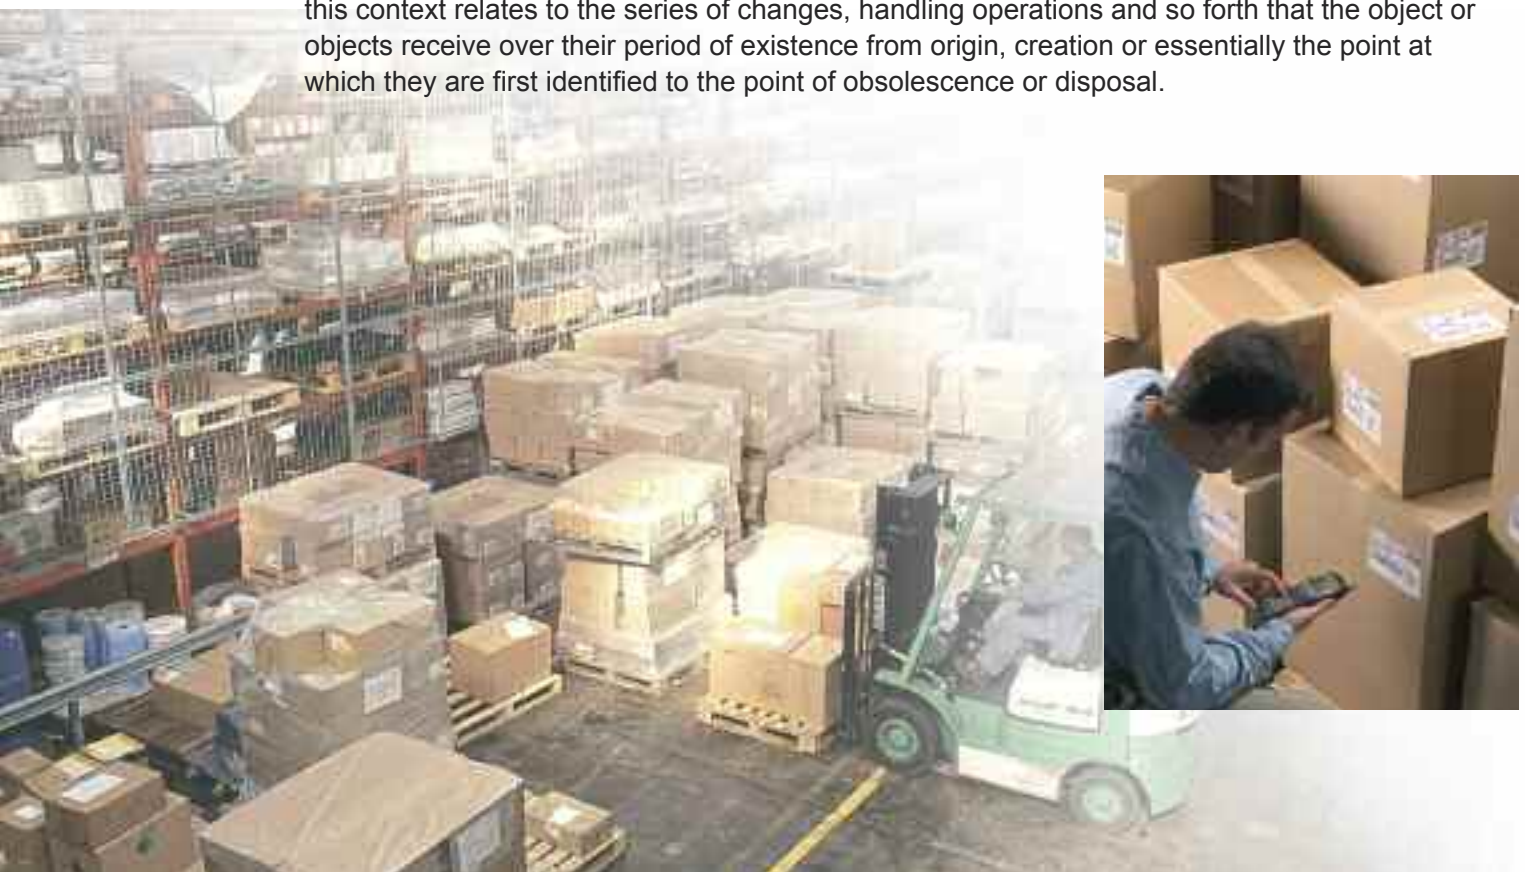 this context relates to the series of changes, handling operations and so forth that the object or
objects receive over their period of existence from origin, creation or essentially the point at
which they are first identified to the point of obsolescence or disposal.